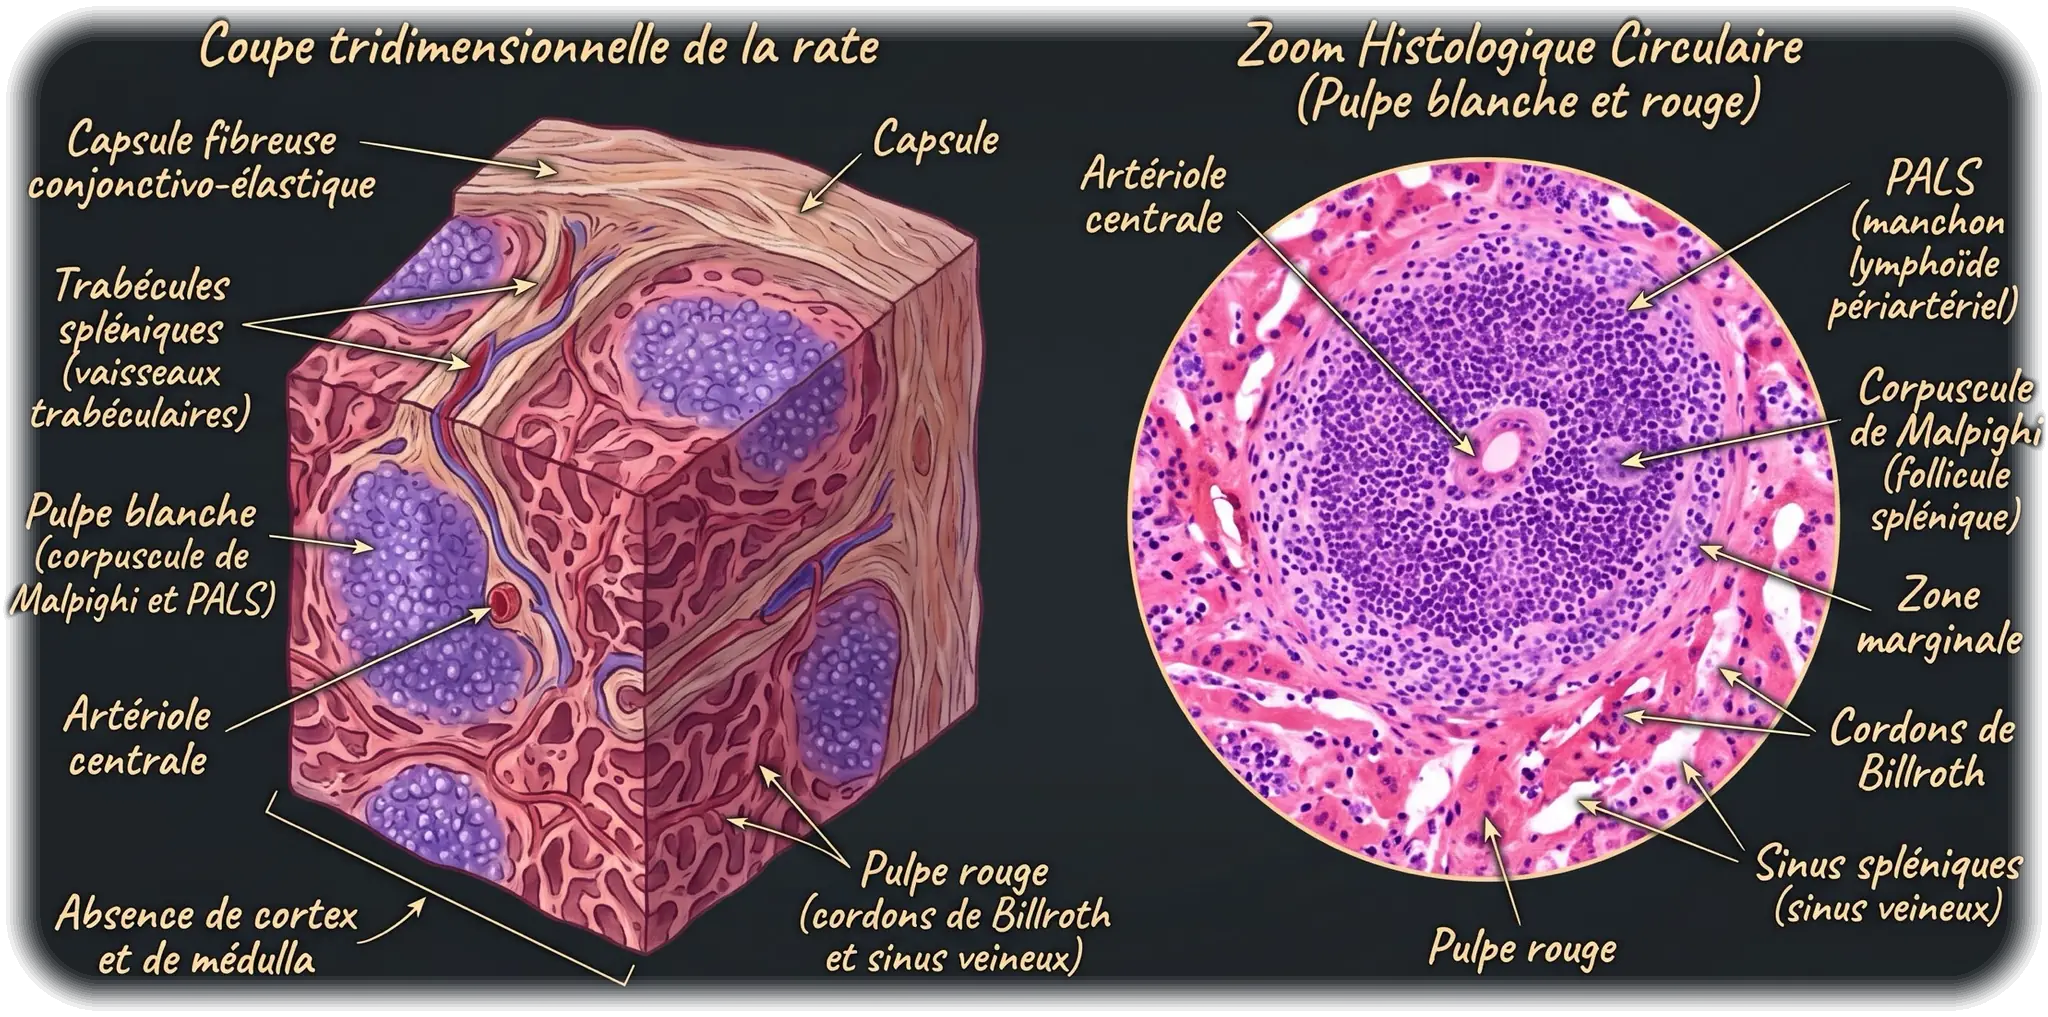 Coupe tridimensionnelle de la rate
Capsule fibreuse
conjonctivo-élastique
Capsule
Trabécules
spléniques
(vaisseaux
trabéculaires)
Pulpe blanche
(corpuscule de
Malpighi et PALS)
Artériole
centrale
Absence de cortex
et de médulla
Pulpe rouge
(cordons de Billroth
et sinus veineux)
Zoom Histologique Circulaire
(Pulpe blanche et rouge)
Artériole
centrale
PALS
(manchon
lymphoïde
périartériel)
Corpuscule
de Malpighi
(follicule
splénique)
Zone
marginale
Cordons de
Billroth
Sinus spléniques
(sinus veineux)
Pulpe rouge